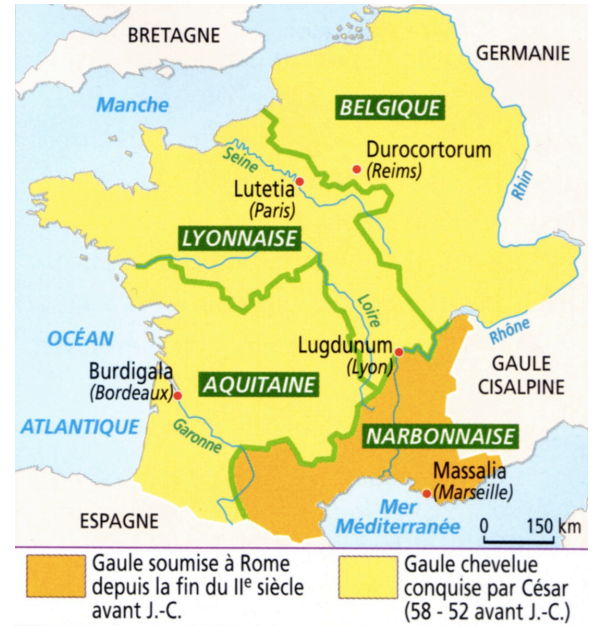 BRETAGNE
GERMANIE
Manche
BELGIQUE
Durocortorum
(Reims)
Seine
Rhin
Lutetia
(Paris)
LYONNAISE
Loire
Rhône
OCÉAN
Lugdunum
(Lyon)
GAULE
CISALPINE
Burdigala
(Bordeaux)
AQUITAINE
ATLANTIQUE
Garonne
NARBONNAISE
Massalia
(Marseille)
Mer
Méditerranée
ESPAGNE
0 150 km
Gaule soumise à Rome
depuis la fin du IIe siècle
avant J.-C.
Gaule chevelue
conquise par César
(58 - 52 avant J.-C.)